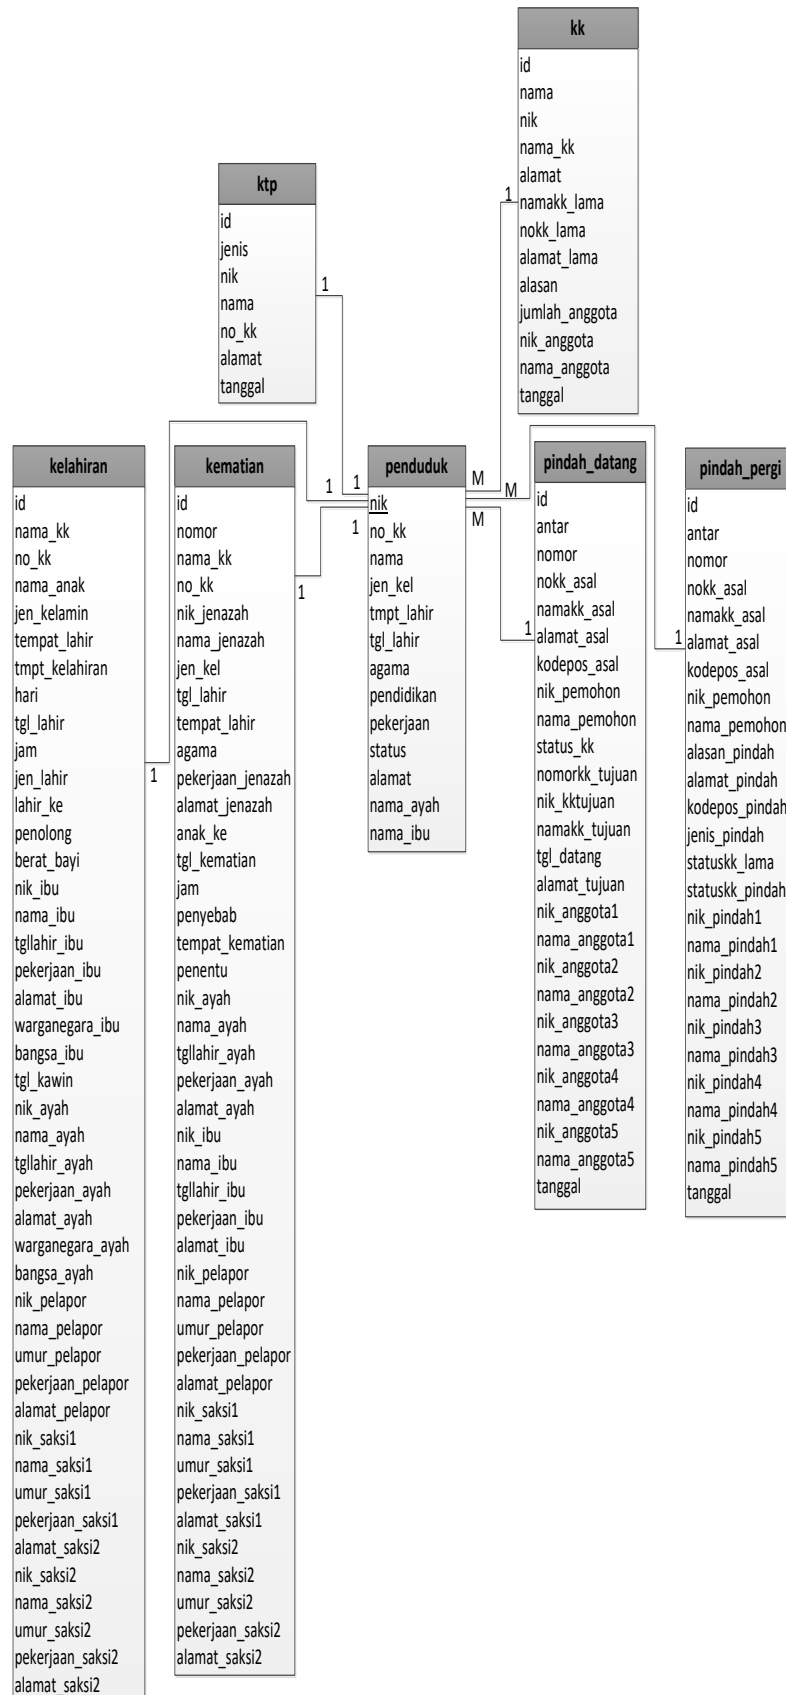 kk
id
nama
nik
nama_kk
alamat
namakk_lama
nokk_lama
alamat_lama
alasan
jumlah_anggota
nik_anggota
nama_anggota
tanggal
1
ktp
id
jenis
nik
nama
no_kk
alamat
tanggal
1
kelahiran
id
nama_kk
no_kk
nama_anak
jen_kelamin
tempat_lahir
tmpt_kelahiran
hari
tgl_lahir
jam
jen_lahir
lahir_ke
penolong
berat_bayi
nik_ibu
nama_ibu
tgllahir_ibu
pekerjaan_ibu
alamat_ibu
warganegara_ibu
bangsa_ibu
tgl_kawin
nik_ayah
nama_ayah
tgllahir_ayah
pekerjaan_ayah
alamat_ayah
warganegara_ayah
bangsa_ayah
nik_pelapor
nama_pelapor
umur_pelapor
pekerjaan_pelapor
alamat_pelapor
nik_saksi1
nama_saksi1
umur_saksi1
pekerjaan_saksi1
alamat_saksi2
nik_saksi2
nama_saksi2
umur_saksi2
pekerjaan_saksi2
alamat_saksi2
1
kematian
id
nomor
nama_kk
no_kk
nik_jenazah
nama_jenazah
jen_kel
tgl_lahir
tempat_lahir
agama
pekerjaan_jenazah
alamat_jenazah
anak_ke
tgl_kematian
jam
penyebab
tempat_kematian
penentu
nik_ayah
nama_ayah
tgllahir_ayah
pekerjaan_ayah
alamat_ayah
nik_ibu
nama_ibu
tgllahir_ibu
pekerjaan_ibu
alamat_ibu
nik_pelapor
nama_pelapor
umur_pelapor
pekerjaan_pelapor
alamat_pelapor
nik_saksi1
nama_saksi1
umur_saksi1
pekerjaan_saksi1
alamat_saksi1
nik_saksi2
nama_saksi2
umur_saksi2
pekerjaan_saksi2
alamat_saksi2
1
1
1
1
penduduk
nik
no_kk
nama
jen_kel
tmpt_lahir
tgl_lahir
agama
pendidikan
pekerjaan
status
alamat
nama_ayah
nama_ibu
M
M
M
1
pindah_datang
id
antar
nomor
nokk_asal
namakk_asal
alamat_asal
kodepos_asal
nik_pemohon
nama_pemohon
status_kk
nomorkk_tujuan
nik_kktujuan
namakk_tujuan
tgl_datang
alamat_tujuan
nik_anggota1
nama_anggota1
nik_anggota2
nama_anggota2
nik_anggota3
nama_anggota3
nik_anggota4
nama_anggota4
nik_anggota5
nama_anggota5
tanggal
1
pindah_pergi
id
antar
nomor
nokk_asal
namakk_asal
alamat_asal
kodepos_asal
nik_pemohon
nama_pemohon
alasan_pindah
alamat_pindah
kodepos_pindah
jenis_pindah
statuskk_lama
statuskk_pindah
nik_pindah1
nama_pindah1
nik_pindah2
nama_pindah2
nik_pindah3
nama_pindah3
nik_pindah4
nama_pindah4
nik_pindah5
nama_pindah5
tanggal